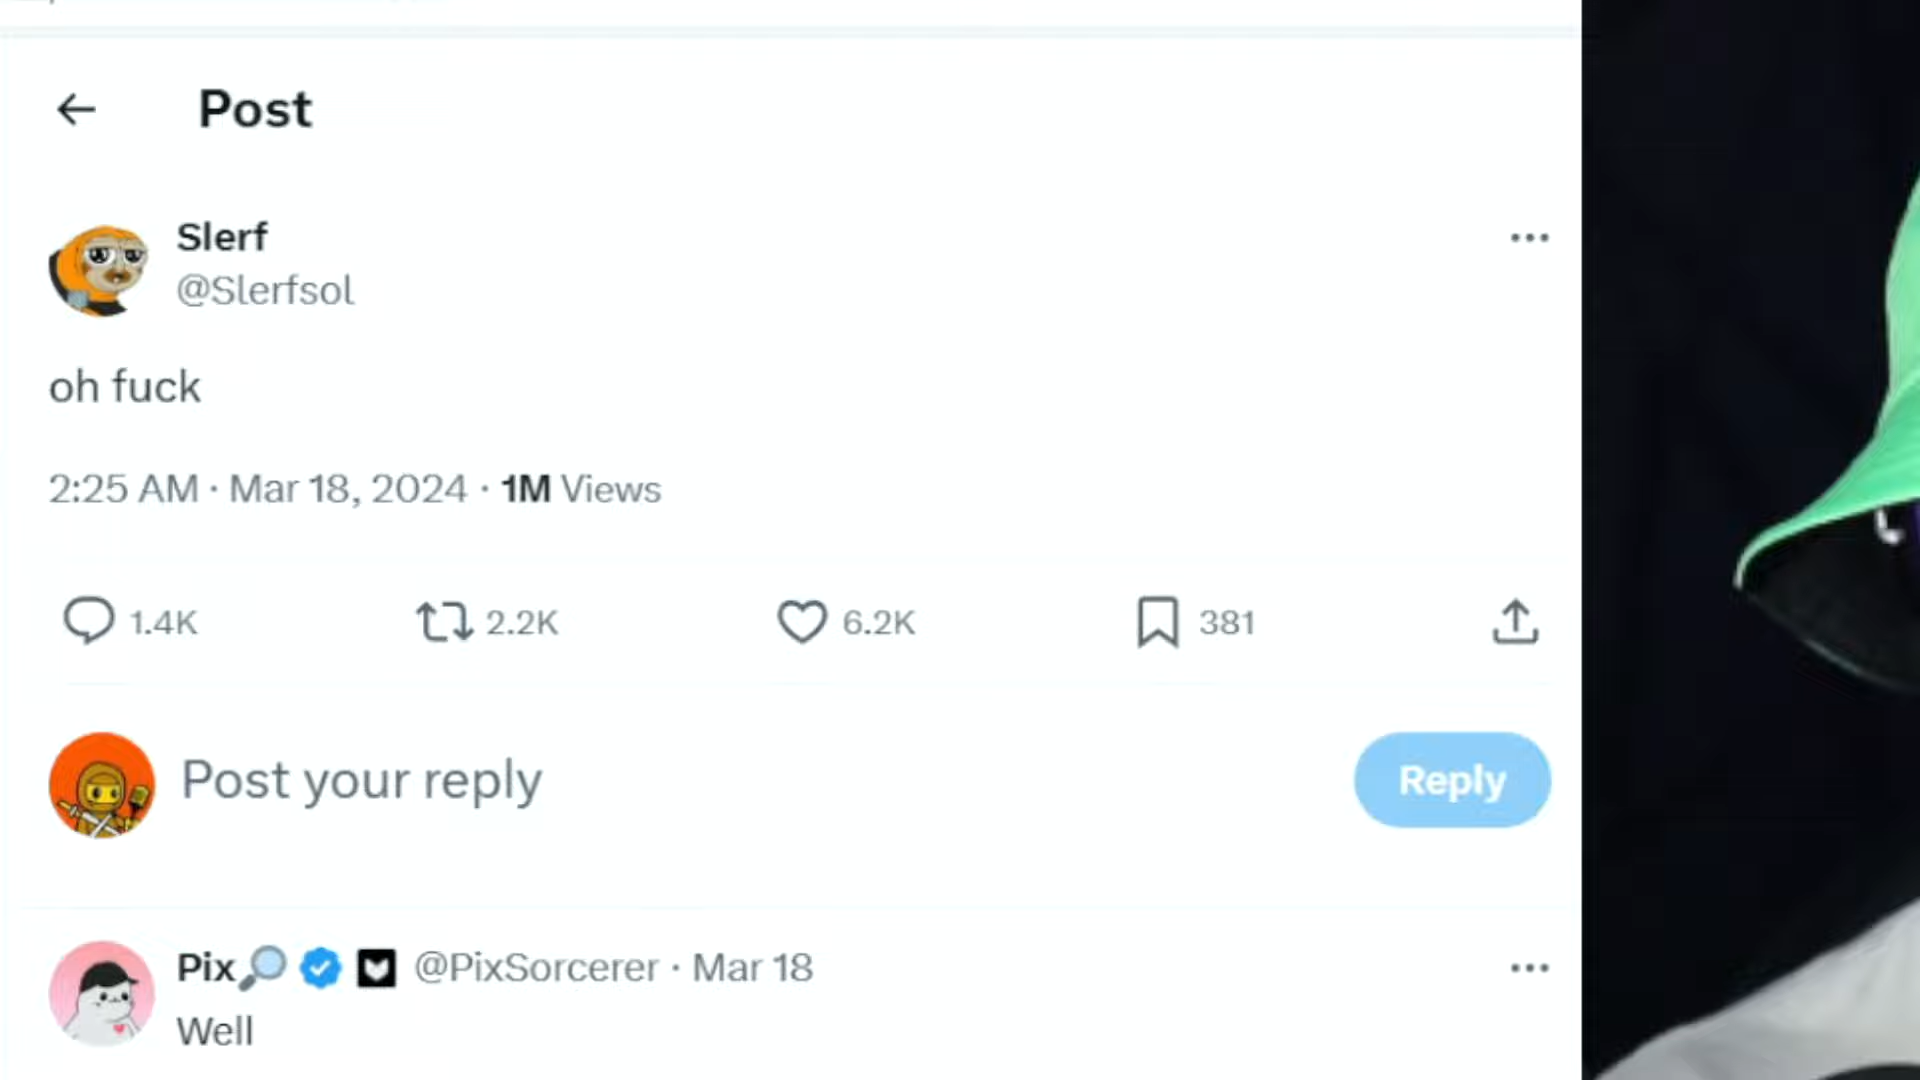 Post
Slerf
@Slerfsol
oh fuck
2:25 AM · Mar 18, 2024 · 1M Views
1.4K 2.2K 6.2K 381
Post your reply
Reply
Pix🔎 @PixSorcerer · Mar 18
Well